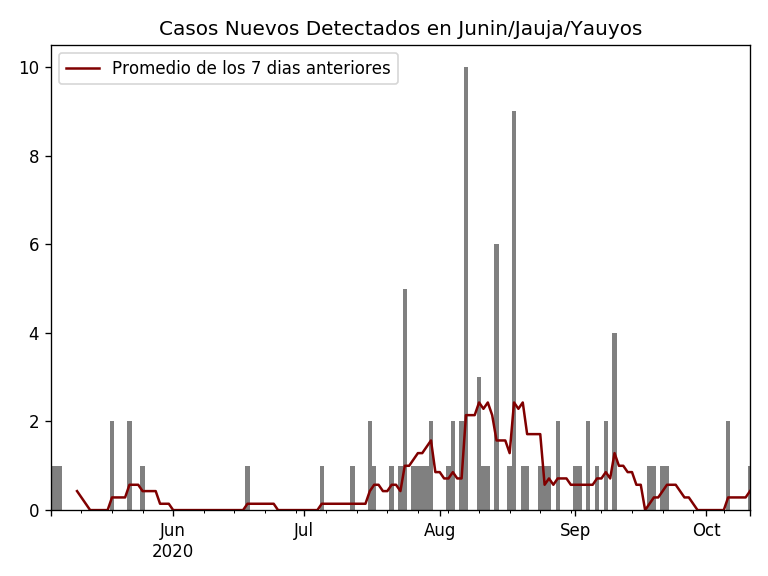 Casos Nuevos Detectados en Junin/Jauja/Yauyos
Promedio de los 7 dias anteriores
10
8
6
4
2
0
Jun
2020
Jul
Aug
Sep
Oct